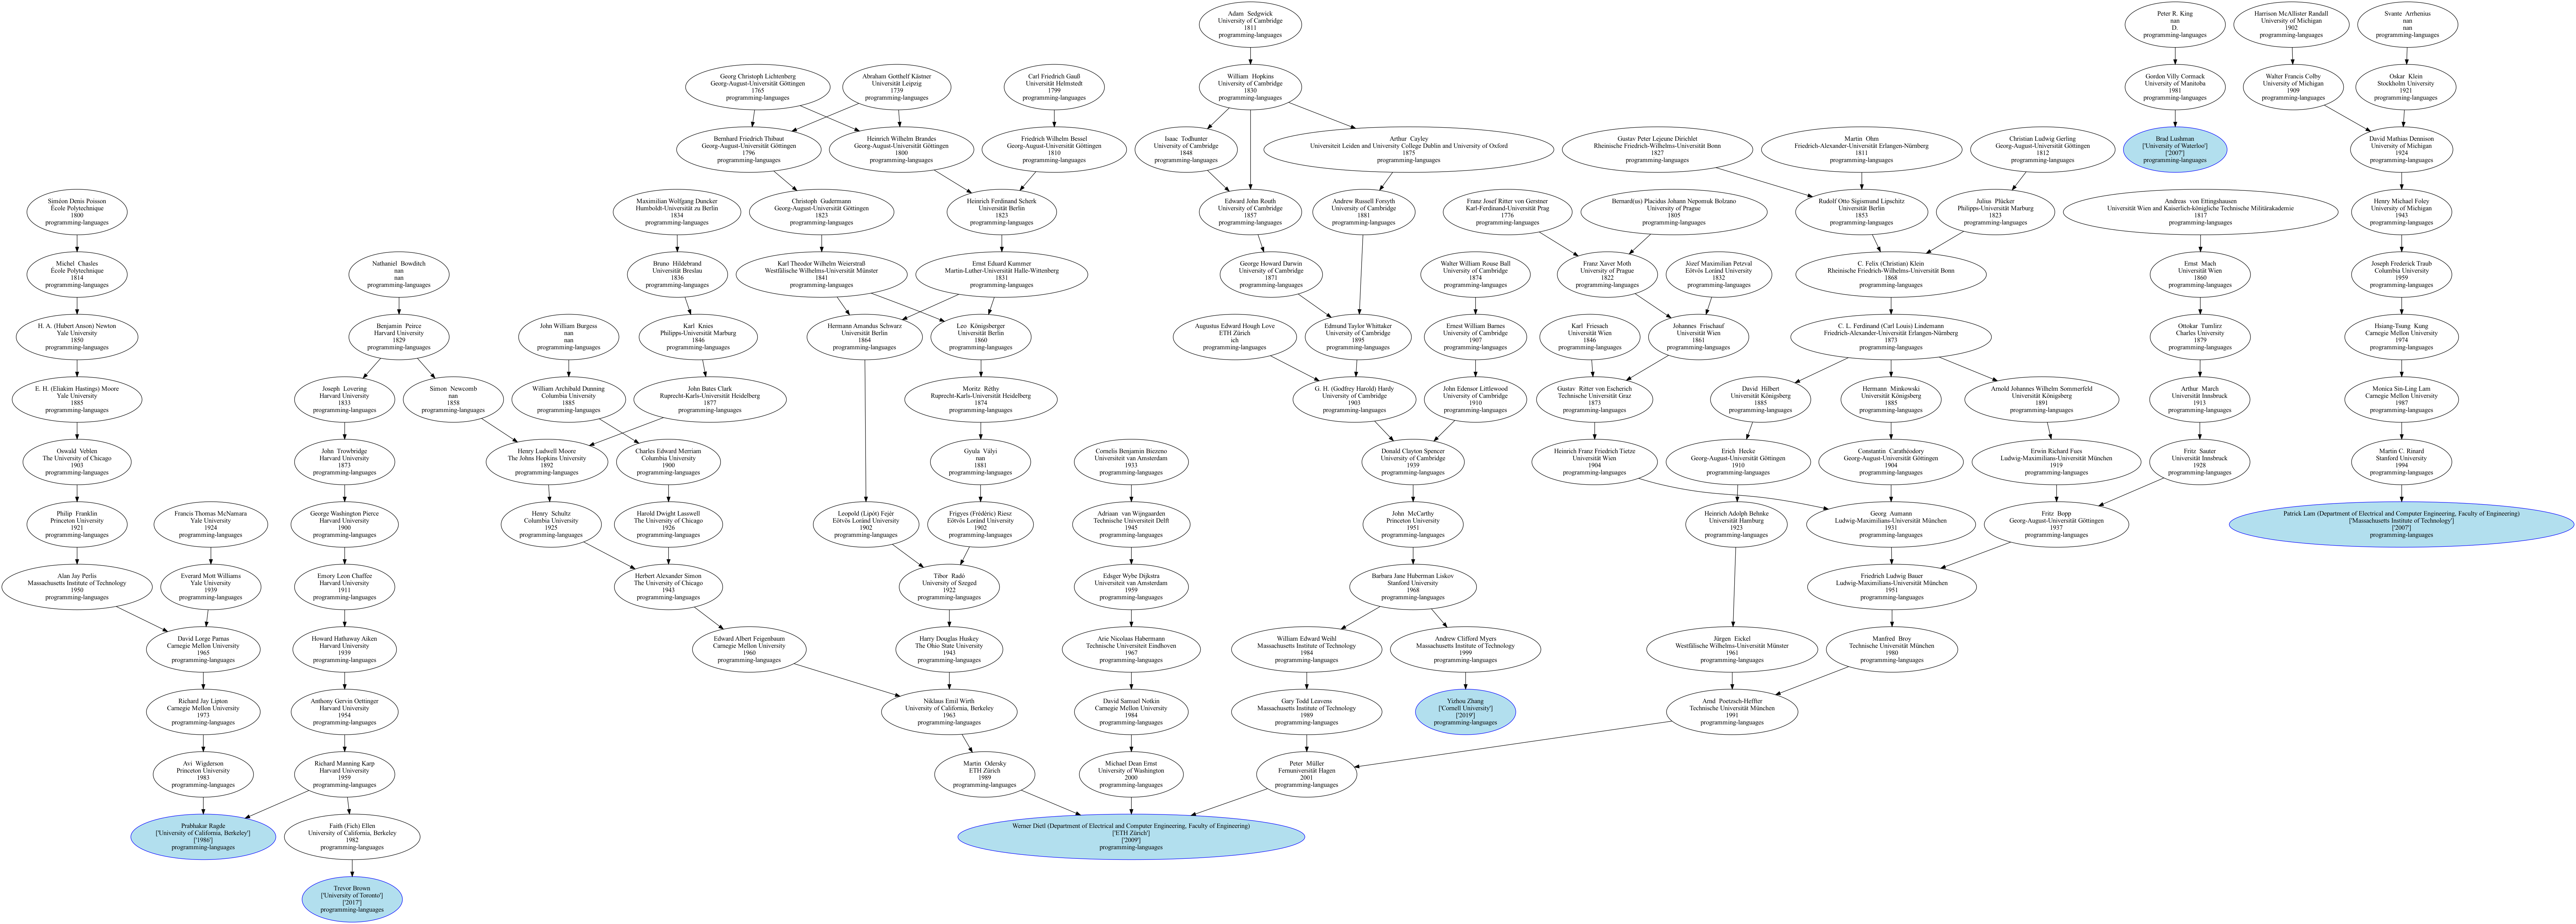 Adam  Sedgwick
University of Cambridge
1811
programming-languages
Peter R. King
nan
D.
programming-languages
Harrison McAllister Randall
University of Michigan
1902
programming-languages
Svante  Arrhenius
nan
nan
programming-languages
Georg Christoph Lichtenberg
Georg-August-Universität Göttingen
1765
programming-languages
Abraham Gotthelf Kästner
Universität Leipzig
1739
programming-languages
Carl Friedrich Gauß
Universität Helmstedt
1799
programming-languages
William  Hopkins
University of Cambridge
1830
programming-languages
Gordon Villy Cormack
University of Manitoba
1981
programming-languages
Walter Francis Colby
University of Michigan
1909
programming-languages
Oskar  Klein
Stockholm University
1921
programming-languages
Bernhard Friedrich Thibaut
Georg-August-Universität Göttingen
1796
programming-languages
Heinrich Wilhelm Brandes
Georg-August-Universität Göttingen
1800
programming-languages
Friedrich Wilhelm Bessel
Georg-August-Universität Göttingen
1810
programming-languages
Isaac  Todhunter
University of Cambridge
1848
programming-languages
Arthur  Cayley
Universiteit Leiden and University College Dublin and University of Oxford
1875
programming-languages
Gustav Peter Lejeune Dirichlet
Rheinische Friedrich-Wilhelms-Universität Bonn
1827
programming-languages
Martin  Ohm
Friedrich-Alexander-Universität Erlangen-Nürnberg
1811
programming-languages
Christian Ludwig Gerling
Georg-August-Universität Göttingen
1812
programming-languages
Brad Lushman
['University of Waterloo']
['2007']
programming-languages
David Mathias Dennison
University of Michigan
1924
programming-languages
Siméon Denis Poisson
École Polytechnique
1800
programming-languages
Maximilian Wolfgang Duncker
Humboldt-Universität zu Berlin
1834
programming-languages
Christoph  Gudermann
Georg-August-Universität Göttingen
1823
programming-languages
Heinrich Ferdinand Scherk
Universität Berlin
1823
programming-languages
Edward John Routh
University of Cambridge
1857
programming-languages
Andrew Russell Forsyth
University of Cambridge
1881
programming-languages
Franz Josef Ritter von Gerstner
Karl-Ferdinand-Universität Prag
1776
programming-languages
Bernard(us) Placidus Johann Nepomuk Bolzano
University of Prague
1805
programming-languages
Rudolf Otto Sigismund Lipschitz
Universität Berlin
1853
programming-languages
Julius  Plücker
Philipps-Universität Marburg
1823
programming-languages
Andreas  von Ettingshausen
Universität Wien and Kaiserlich-königliche Technische Militärakademie
1817
programming-languages
Henry Michael Foley
University of Michigan
1943
programming-languages
Michel  Chasles
École Polytechnique
1814
programming-languages
Nathaniel  Bowditch
nan
nan
programming-languages
Bruno  Hildebrand
Universität Breslau
1836
programming-languages
Karl Theodor Wilhelm Weierstraß
Westfälische Wilhelms-Universität Münster
1841
programming-languages
Ernst Eduard Kummer
Martin-Luther-Universität Halle-Wittenberg
1831
programming-languages
George Howard Darwin
University of Cambridge
1871
programming-languages
Walter William Rouse Ball
University of Cambridge
1874
programming-languages
Franz Xaver Moth
University of Prague
1822
programming-languages
Józef Maximilian Petzval
Eötvös Loránd University
1832
programming-languages
C. Felix (Christian) Klein
Rheinische Friedrich-Wilhelms-Universität Bonn
1868
programming-languages
Ernst  Mach
Universität Wien
1860
programming-languages
Joseph Frederick Traub
Columbia University
1959
programming-languages
H. A. (Hubert Anson) Newton
Yale University
1850
programming-languages
Benjamin  Peirce
Harvard University
1829
programming-languages
John William Burgess
nan
nan
programming-languages
Karl  Knies
Philipps-Universität Marburg
1846
programming-languages
Hermann Amandus Schwarz
Universität Berlin
1864
programming-languages
Leo  Königsberger
Universität Berlin
1860
programming-languages
Augustus Edward Hough Love
ETH Zürich
ich
programming-languages
Edmund Taylor Whittaker
University of Cambridge
1895
programming-languages
Ernest William Barnes
University of Cambridge
1907
programming-languages
Karl  Friesach
Universität Wien
1846
programming-languages
Johannes  Frischauf
Universität Wien
1861
programming-languages
C. L. Ferdinand (Carl Louis) Lindemann
Friedrich-Alexander-Universität Erlangen-Nürnberg
1873
programming-languages
Ottokar  Tumlirz
Charles University
1879
programming-languages
Hsiang-Tsung  Kung
Carnegie Mellon University
1974
programming-languages
E. H. (Eliakim Hastings) Moore
Yale University
1885
programming-languages
Joseph  Lovering
Harvard University
1833
programming-languages
Simon  Newcomb
nan
1858
programming-languages
William Archibald Dunning
Columbia University
1885
programming-languages
John Bates Clark
Ruprecht-Karls-Universität Heidelberg
1877
programming-languages
Moritz  Réthy
Ruprecht-Karls-Universität Heidelberg
1874
programming-languages
G. H. (Godfrey Harold) Hardy
University of Cambridge
1903
programming-languages
John Edensor Littlewood
University of Cambridge
1910
programming-languages
Gustav  Ritter von Escherich
Technische Universität Graz
1873
programming-languages
David  Hilbert
Universität Königsberg
1885
programming-languages
Hermann  Minkowski
Universität Königsberg
1885
programming-languages
Arnold Johannes Wilhelm Sommerfeld
Universität Königsberg
1891
programming-languages
Arthur  March
Universität Innsbruck
1913
programming-languages
Monica Sin-Ling Lam
Carnegie Mellon University
1987
programming-languages
Oswald  Veblen
The University of Chicago
1903
programming-languages
John  Trowbridge
Harvard University
1873
programming-languages
Henry Ludwell Moore
The Johns Hopkins University
1892
programming-languages
Charles Edward Merriam
Columbia University
1900
programming-languages
Gyula  Vályi
nan
1881
programming-languages
Cornelis Benjamin Biezeno
Universiteit van Amsterdam
1933
programming-languages
Donald Clayton Spencer
University of Cambridge
1939
programming-languages
Heinrich Franz Friedrich Tietze
Universität Wien
1904
programming-languages
Erich  Hecke
Georg-August-Universität Göttingen
1910
programming-languages
Constantin  Carathéodory
Georg-August-Universität Göttingen
1904
programming-languages
Erwin Richard Fues
Ludwig-Maximilians-Universität München
1919
programming-languages
Fritz  Sauter
Universität Innsbruck
1928
programming-languages
Martin C. Rinard
Stanford University
1994
programming-languages
Philip  Franklin
Princeton University
1921
programming-languages
Francis Thomas McNamara
Yale University
1924
programming-languages
George Washington Pierce
Harvard University
1900
programming-languages
Henry  Schultz
Columbia University
1925
programming-languages
Harold Dwight Lasswell
The University of Chicago
1926
programming-languages
Leopold (Lipót) Fejér
Eötvös Loránd University
1902
programming-languages
Frigyes (Frédéric) Riesz
Eötvös Loránd University
1902
programming-languages
Adriaan  van Wijngaarden
Technische Universiteit Delft
1945
programming-languages
John  McCarthy
Princeton University
1951
programming-languages
Heinrich Adolph Behnke
Universität Hamburg
1923
programming-languages
Georg  Aumann
Ludwig-Maximilians-Universität München
1931
programming-languages
Fritz  Bopp
Georg-August-Universität Göttingen
1937
programming-languages
Patrick Lam (Department of Electrical and Computer Engineering, Faculty of Engineering)
['Massachusetts Institute of Technology']
['2007']
programming-languages
Alan Jay Perlis
Massachusetts Institute of Technology
1950
programming-languages
Everard Mott Williams
Yale University
1939
programming-languages
Emory Leon Chaffee
Harvard University
1911
programming-languages
Herbert Alexander Simon
The University of Chicago
1943
programming-languages
Tibor  Radó
University of Szeged
1922
programming-languages
Edsger Wybe Dijkstra
Universiteit van Amsterdam
1959
programming-languages
Barbara Jane Huberman Liskov
Stanford University
1968
programming-languages
Friedrich Ludwig Bauer
Ludwig-Maximilians-Universität München
1951
programming-languages
David Lorge Parnas
Carnegie Mellon University
1965
programming-languages
Howard Hathaway Aiken
Harvard University
1939
programming-languages
Edward Albert Feigenbaum
Carnegie Mellon University
1960
programming-languages
Harry Douglas Huskey
The Ohio State University
1943
programming-languages
Arie Nicolaas Habermann
Technische Universiteit Eindhoven
1967
programming-languages
William Edward Weihl
Massachusetts Institute of Technology
1984
programming-languages
Andrew Clifford Myers
Massachusetts Institute of Technology
1999
programming-languages
Jürgen  Eickel
Westfälische Wilhelms-Universität Münster
1961
programming-languages
Manfred  Broy
Technische Universität München
1980
programming-languages
Richard Jay Lipton
Carnegie Mellon University
1973
programming-languages
Anthony Gervin Oettinger
Harvard University
1954
programming-languages
Niklaus Emil Wirth
University of California, Berkeley
1963
programming-languages
David Samuel Notkin
Carnegie Mellon University
1984
programming-languages
Gary Todd Leavens
Massachusetts Institute of Technology
1989
programming-languages
Yizhou Zhang
['Cornell University']
['2019']
programming-languages
Arnd  Poetzsch-Heffter
Technische Universität München
1991
programming-languages
Avi  Wigderson
Princeton University
1983
programming-languages
Richard Manning Karp
Harvard University
1959
programming-languages
Martin  Odersky
ETH Zürich
1989
programming-languages
Michael Dean Ernst
University of Washington
2000
programming-languages
Peter  Müller
Fernuniversität Hagen
2001
programming-languages
Prabhakar Ragde
['University of California, Berkeley']
['1986']
programming-languages
Faith (Fich) Ellen
University of California, Berkeley
1982
programming-languages
Werner Dietl (Department of Electrical and Computer Engineering, Faculty of Engineering)
['ETH Zürich']
['2009']
programming-languages
Trevor Brown
['University of Toronto']
['2017']
programming-languages